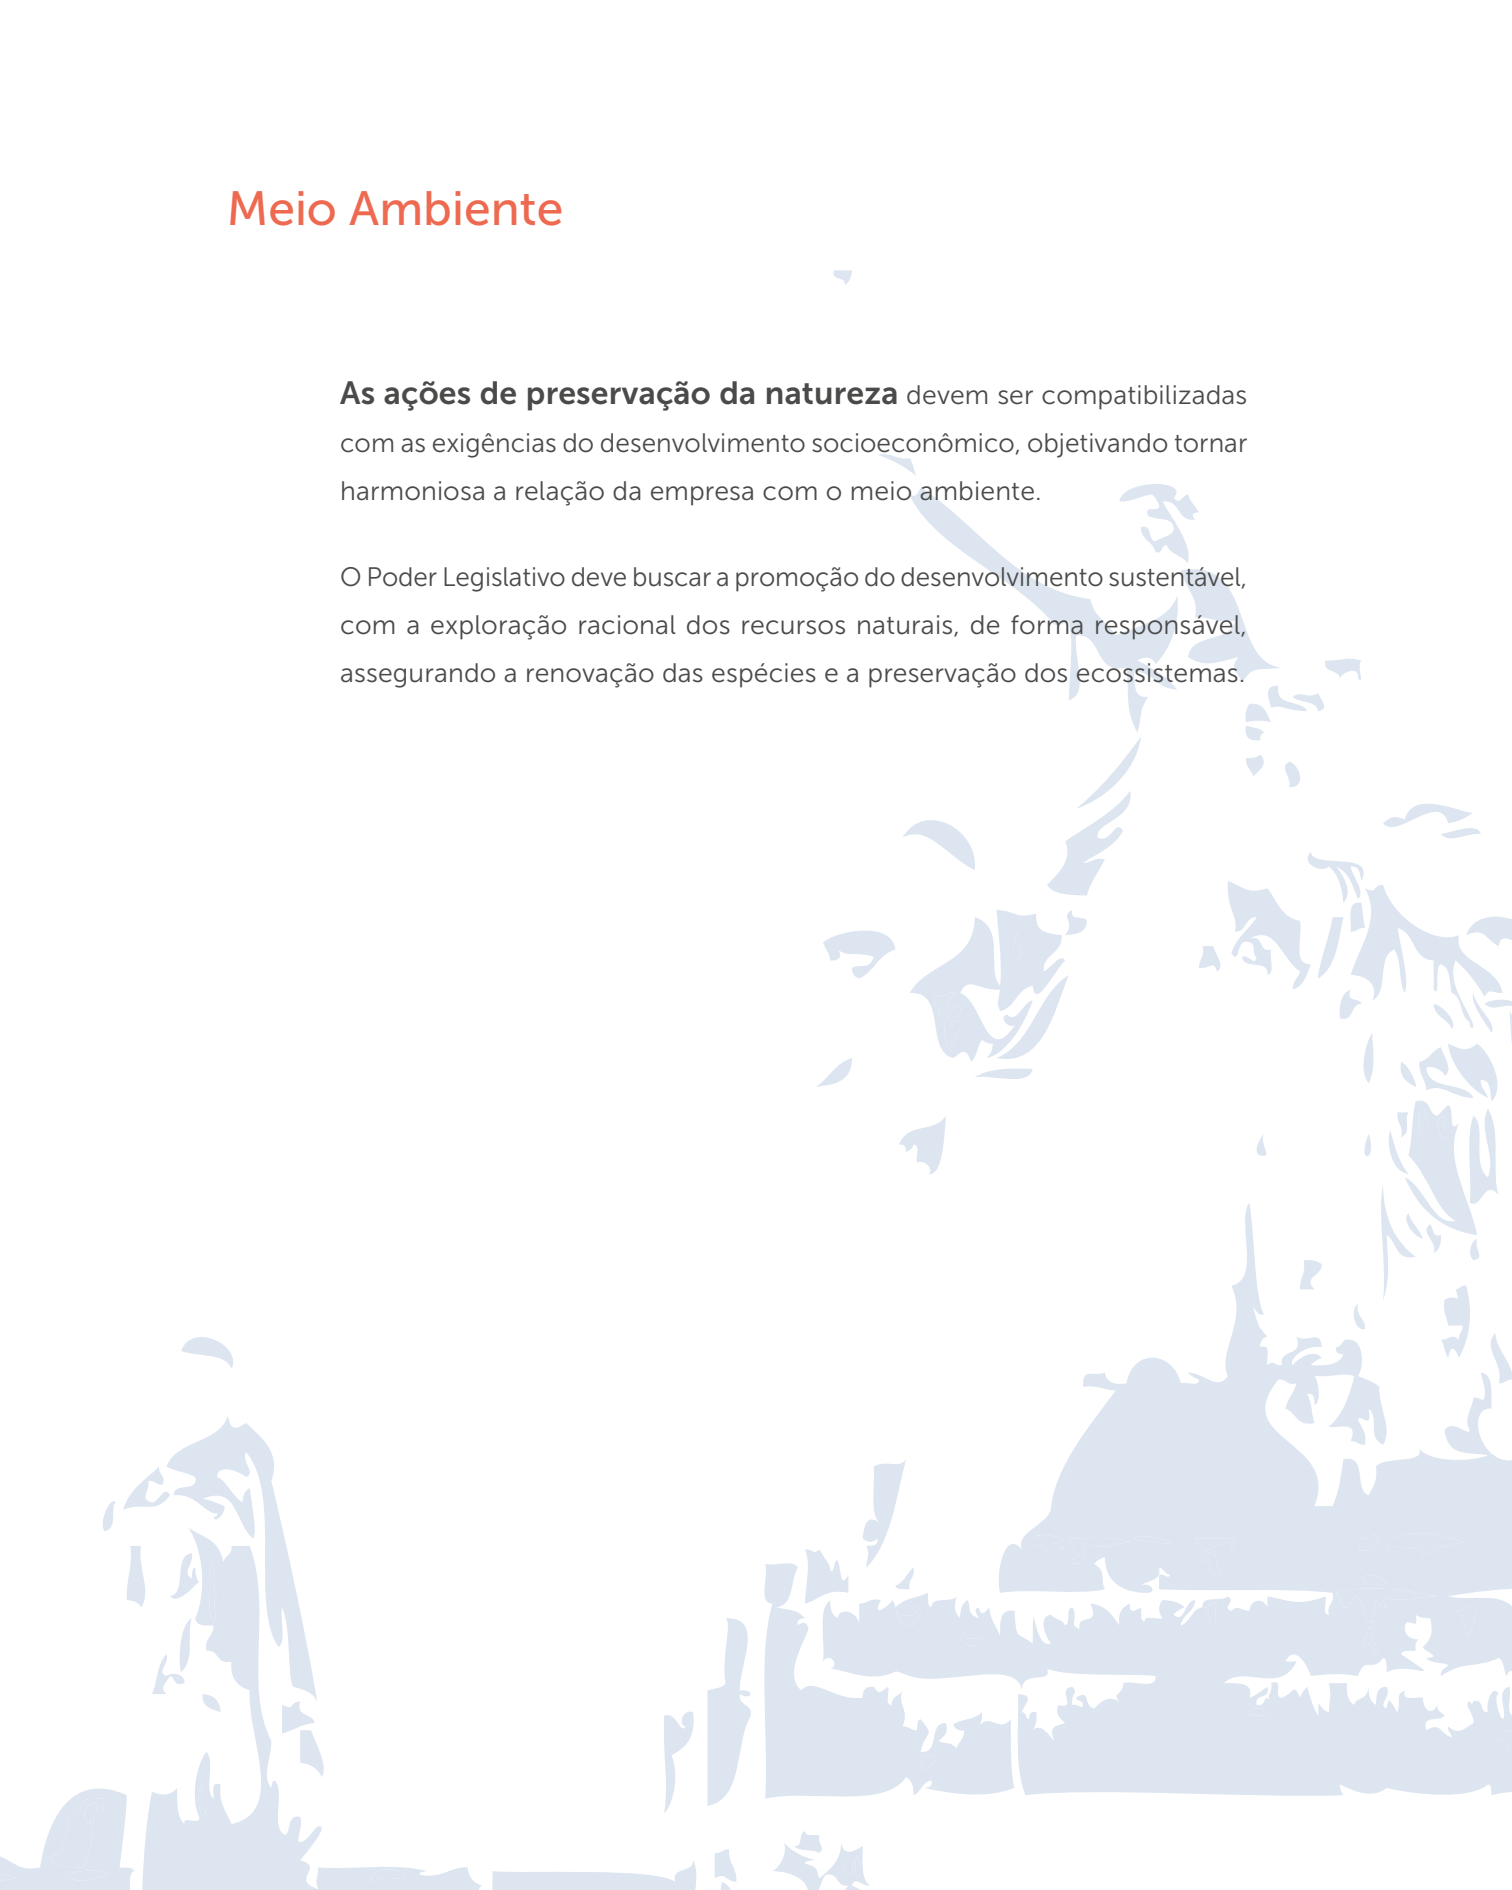 Meio Ambiente
As ações de preservação da natureza devem ser compatibilizadas
com as exigências do desenvolvimento socioeconômico, objetivando tornar
harmoniosa a relação da empresa com o meio ambiente.
O Poder Legislativo deve buscar a promoção do desenvolvimento sustentável,
com a exploração racional dos recursos naturais, de forma responsável,
assegurando a renovação das espécies e a preservação dos ecossistemas.